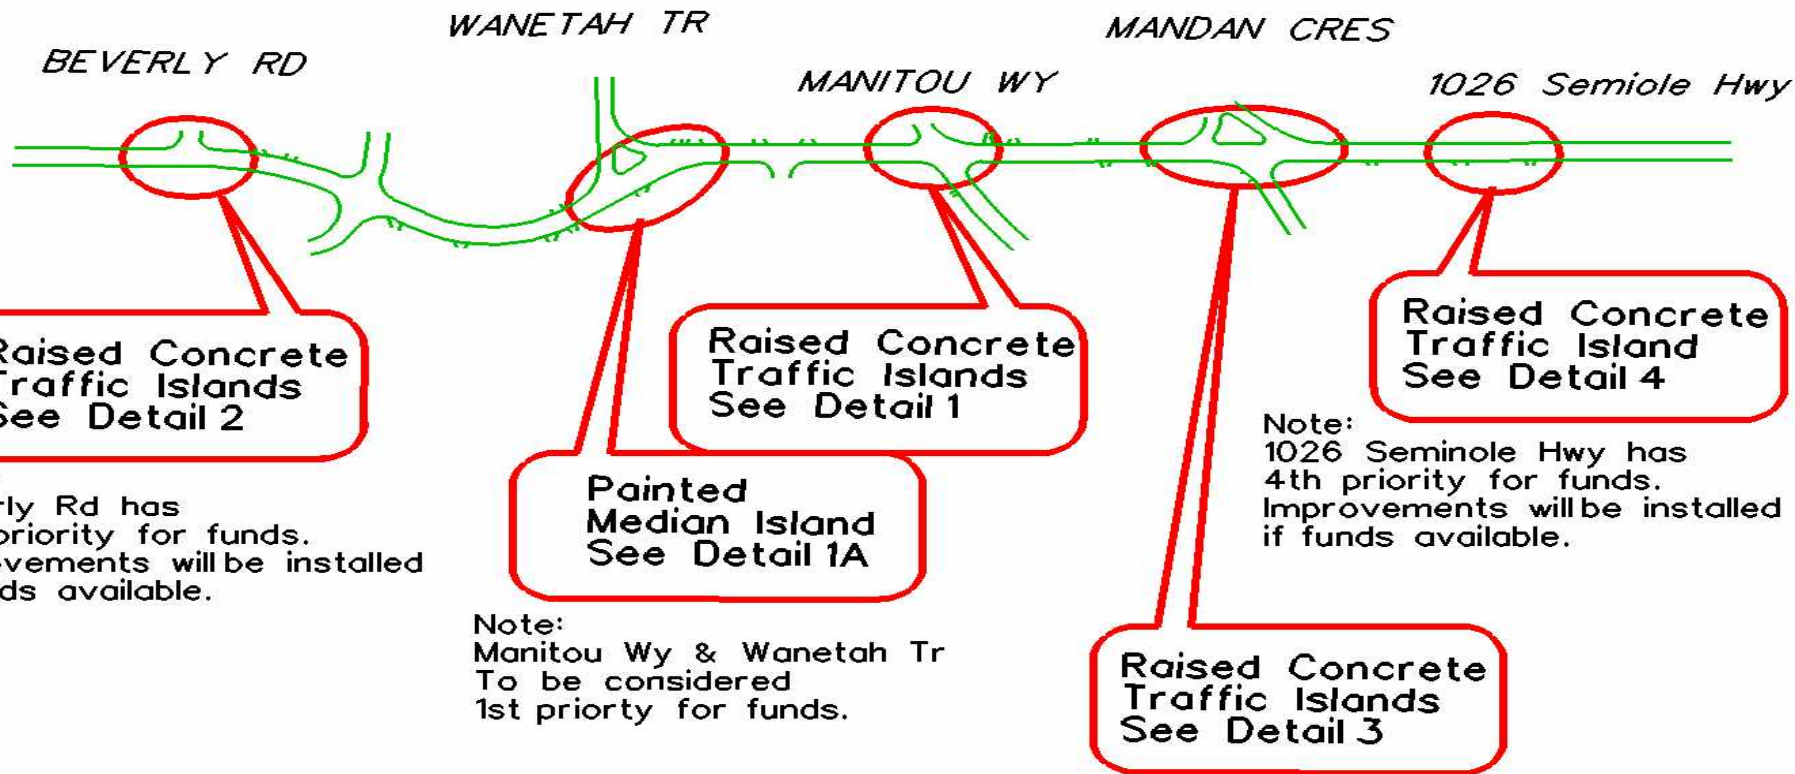 BEVERLY RD
WANETAH TR
MANITOU WY
MANDAN CRES
1026 Semiole Hwy
Raised Concrete
Traffic Islands
See Detail 2
rly Rd has
priority for funds.
vements will be installed
ds available.
Painted
Median Island
See Detail 1A
Note:
Manitou Wy & Wanetah Tr
To be considered
1st priorty for funds.
Raised Concrete
Traffic Islands
See Detail 1
Raised Concrete
Traffic Islands
See Detail 3
Raised Concrete
Traffic Island
See Detail 4
Note:
1026 Seminole Hwy has
4th priority for funds.
Improvements will be installed
if funds available.